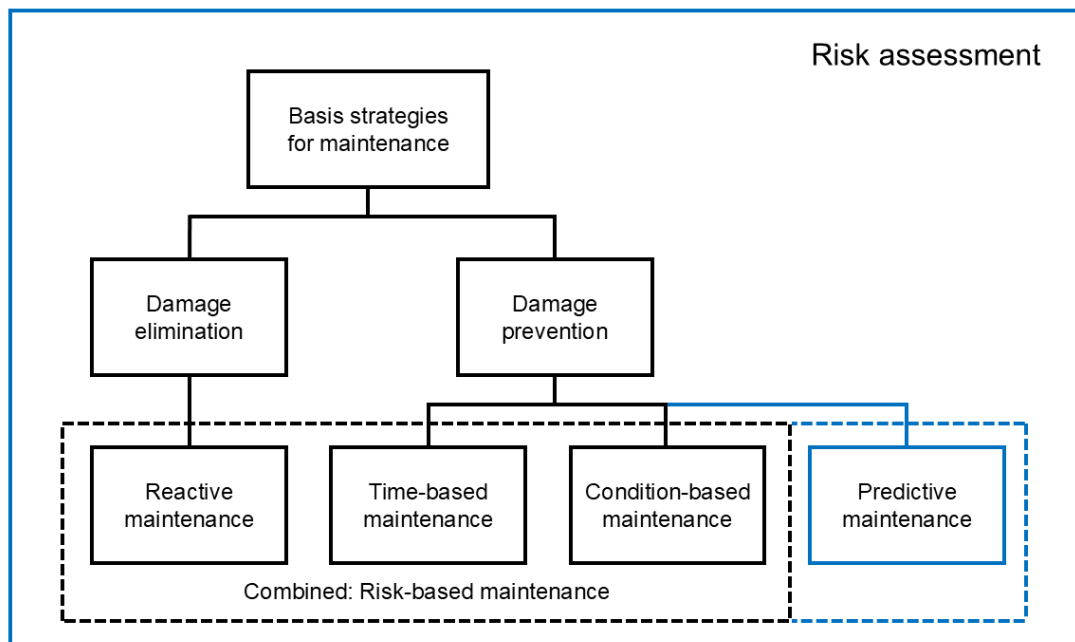 Risk assessment
Basis strategies
for maintenance
Damage
elimination
Damage
prevention
Reactive
maintenance
Time-based
maintenance
Condition-based
maintenance
Predictive
maintenance
Combined: Risk-based maintenance